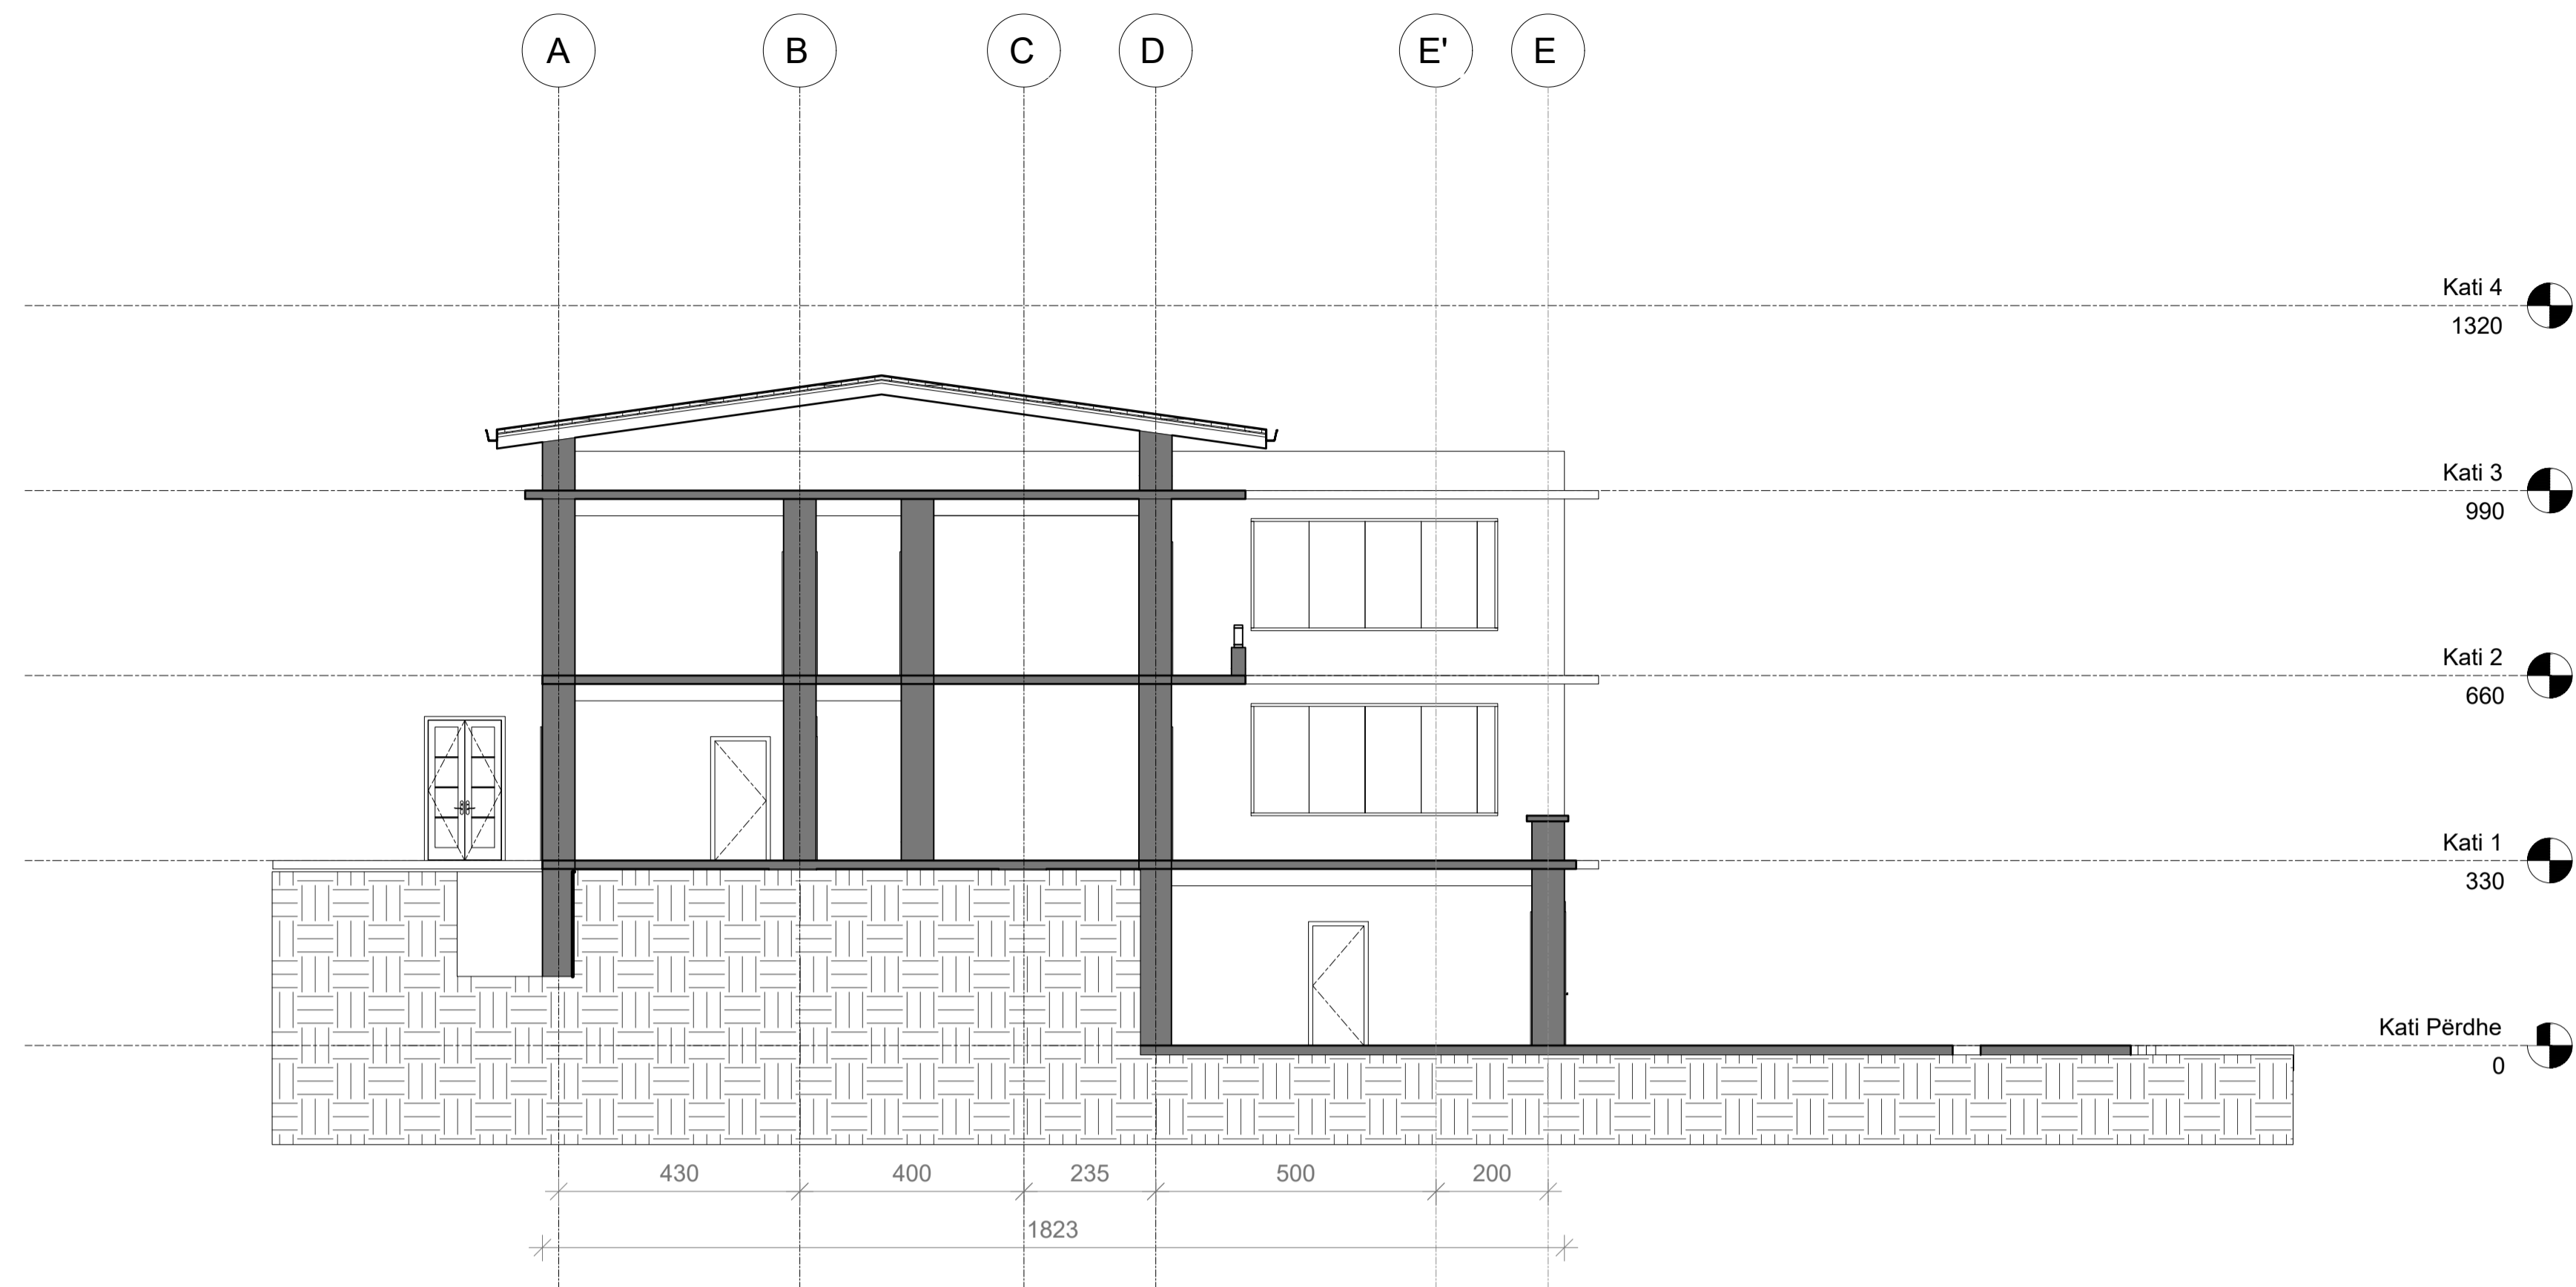 A
B
C
D
E'
E
Kati 4
1320
Kati 3
990
Kati 2
660
Kati 1
330
Kati Përdhe
0
430
400
235
500
200
1823